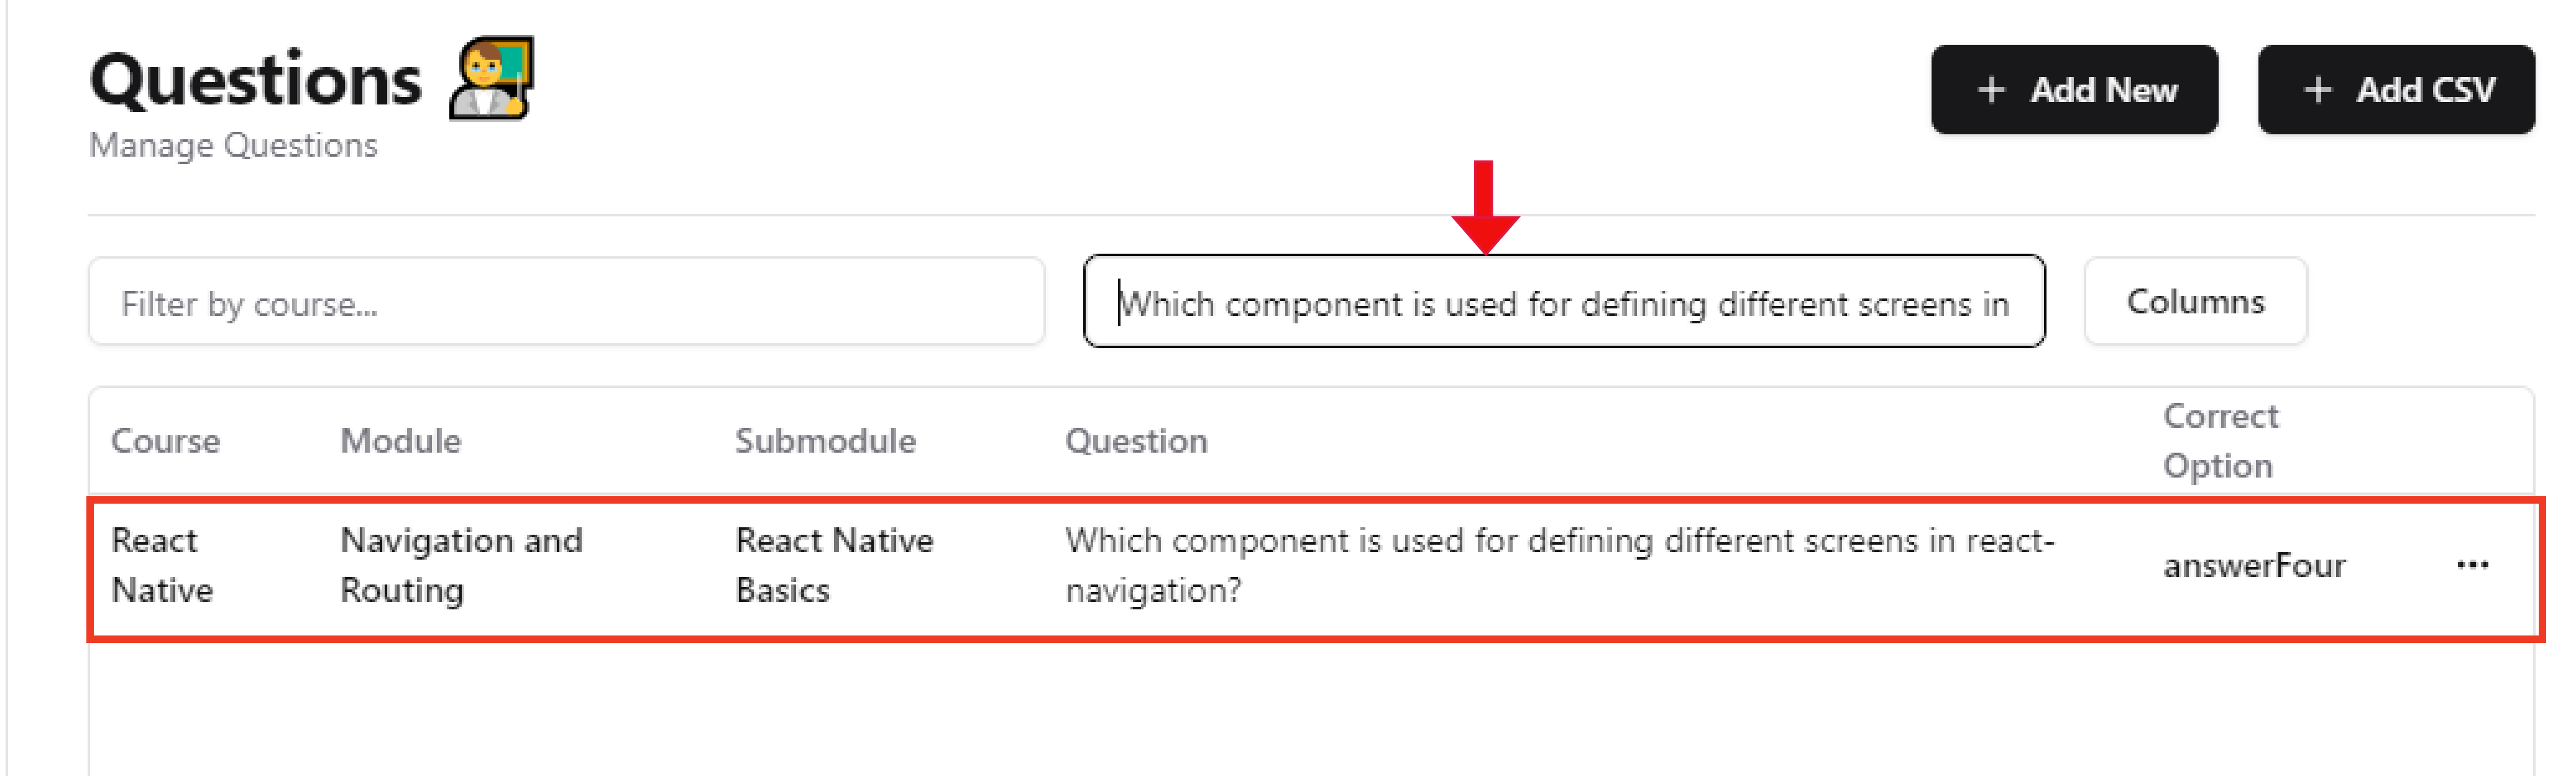 Questions
Manage Questions
+ Add New
+ Add CSV
Filter by course...
Which component is used for defining different screens in
Columns
Course
Module
Submodule
Question
Correct
Option
React
Native
Navigation and
Routing
React Native
Basics
Which component is used for defining different screens in react-
navigation?
answerFour